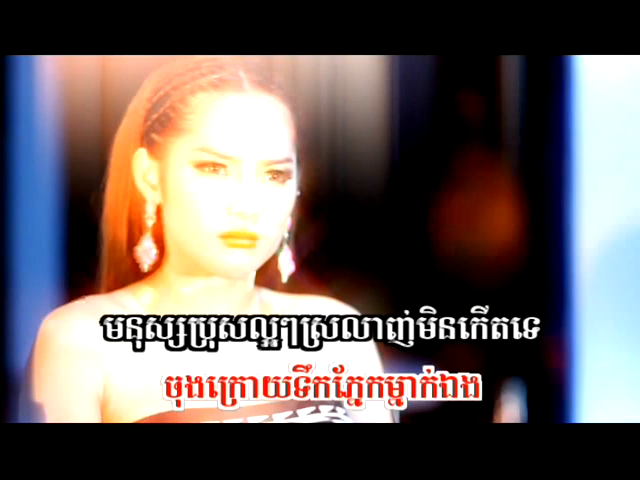 មនុស្សប្រុសល្អៗស្រលាញ់មិនកើតទេ
ចុងក្រោយទឹកភ្នែកម្នាក់ឯង